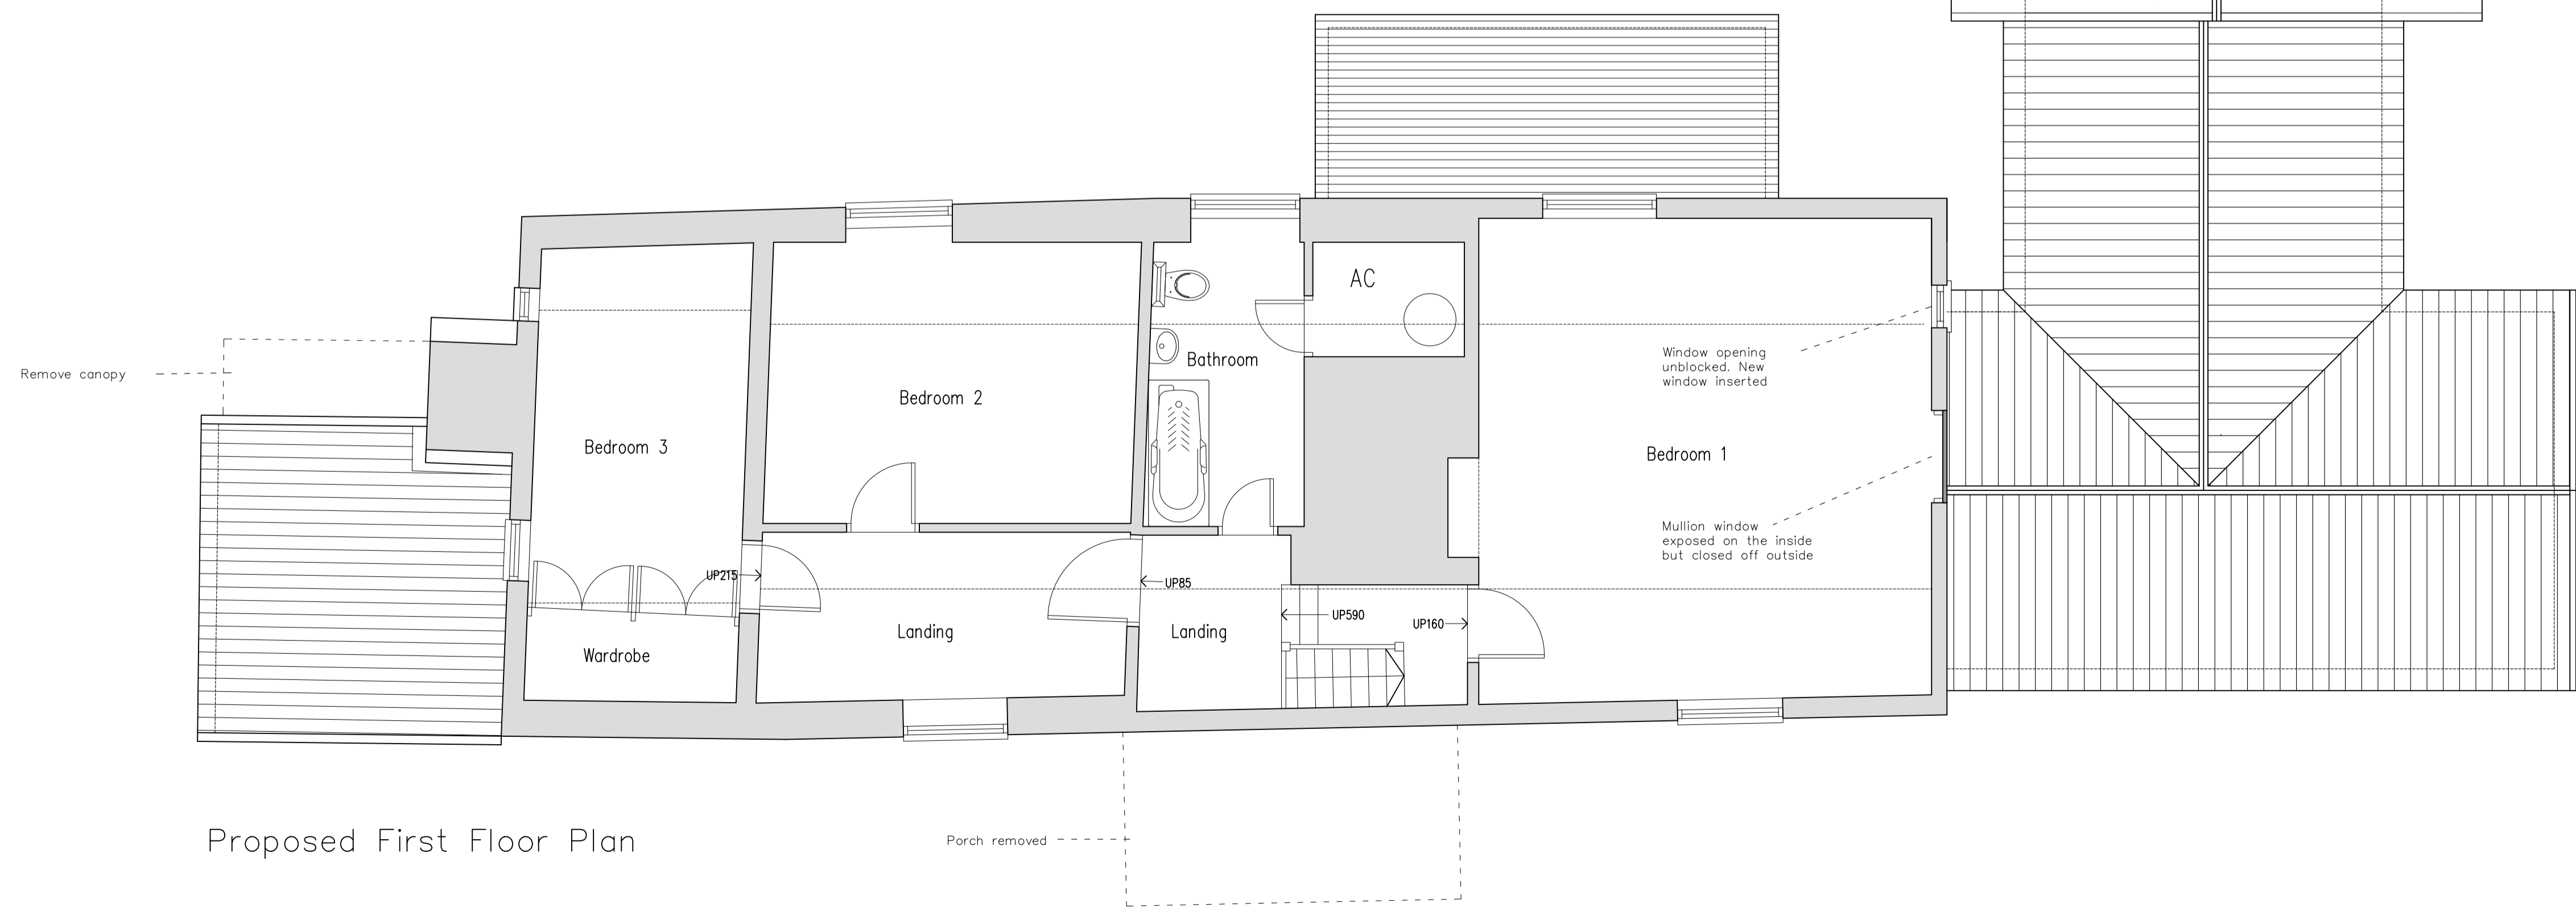 AC
Window opening
unblocked. New
window inserted
Bathroom
Remove canopy
Bedroom 2
Bedroom 3
Bedroom 1
Mullion window
exposed on the inside
but closed off outside
UP215
UP85
UP590
UP160
Landing
Landing
Wardrobe
Proposed First Floor Plan
Porch removed